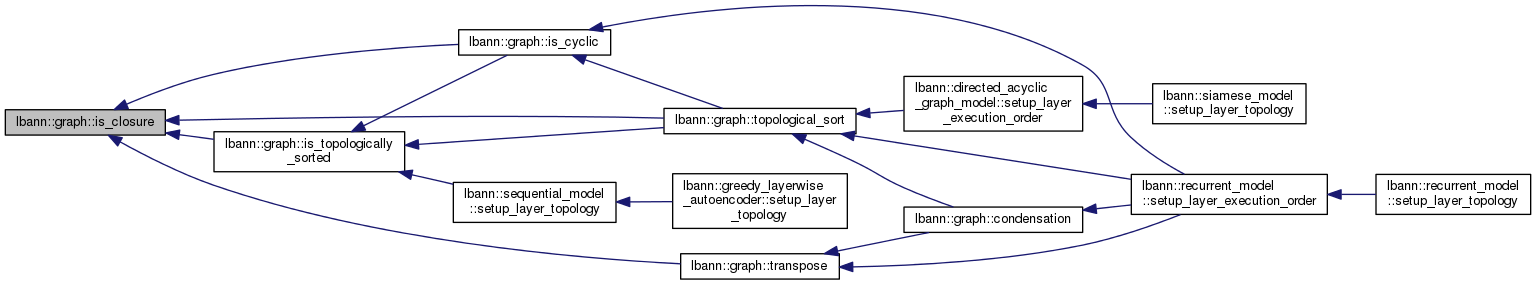 lbann::graph::is_closure
lbann::graph::is_cyclic
lbann::graph::is_topologically
_sorted
lbann::sequential_model
::setup_layer_topology
lbann::graph::topological_sort
lbann::greedy_layerwise
_autoencoder::setup_layer
_topology
lbann::graph::transpose
lbann::directed_acyclic
_graph_model::setup_layer
_execution_order
lbann::graph::condensation
lbann::siamese_model
::setup_layer_topology
lbann::recurrent_model
::setup_layer_execution_order
lbann::recurrent_model
::setup_layer_topology